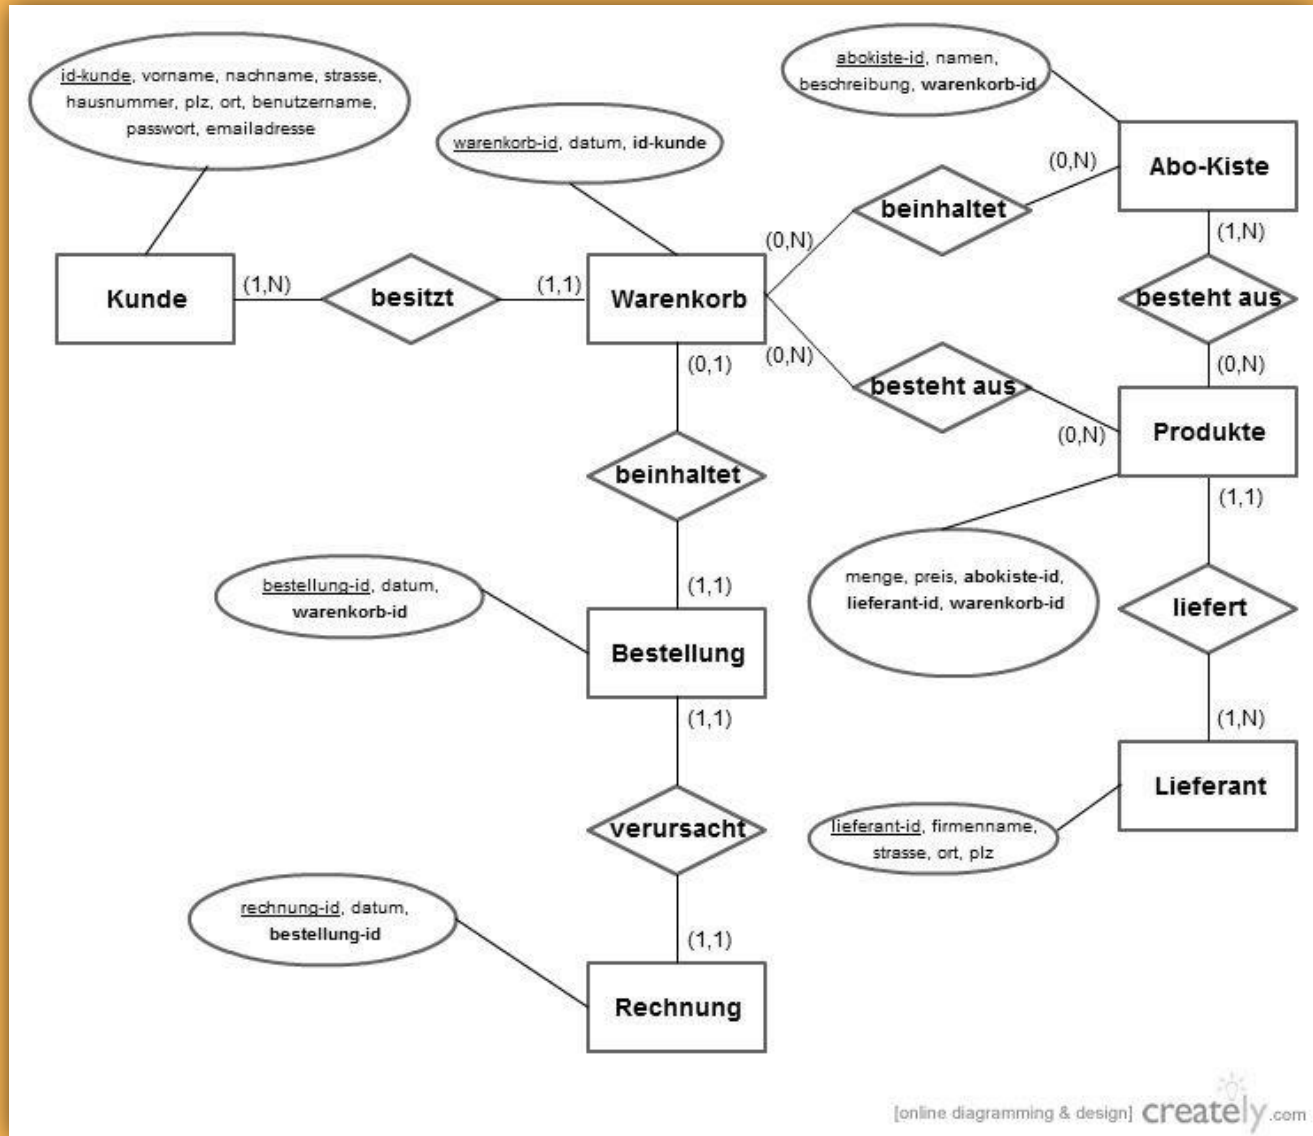 id-kunde, vorname, nachname, strasse,
hausnummer, plz, ort, benutzername,
passwort, emailadresse
warenkorb-id, datum, id-kunde
abokiste-id, namen,
beschreibung, warenkorb-id
Abo-Kiste
(0,N)
beinhaltet
(0,N)
(1,N)
Kunde
(1,N)
besitzt
(1,1)
Warenkorb
besteht aus
(0,N)
(0,1)
(0,N)
besteht aus
(0,N)
Produkte
beinhaltet
(1,1)
menge, preis, abokiste-id,
lieferant-id, warenkorb-id
liefert
bestellung-id, datum,
warenkorb-id
(1,1)
Bestellung
(1,1)
(1,N)
Lieferant
lieferant-id, firmenname,
strasse, ort, plz
verursacht
rechnung-id, datum,
bestellung-id
(1,1)
Rechnung
[online diagramming & design] creately.com